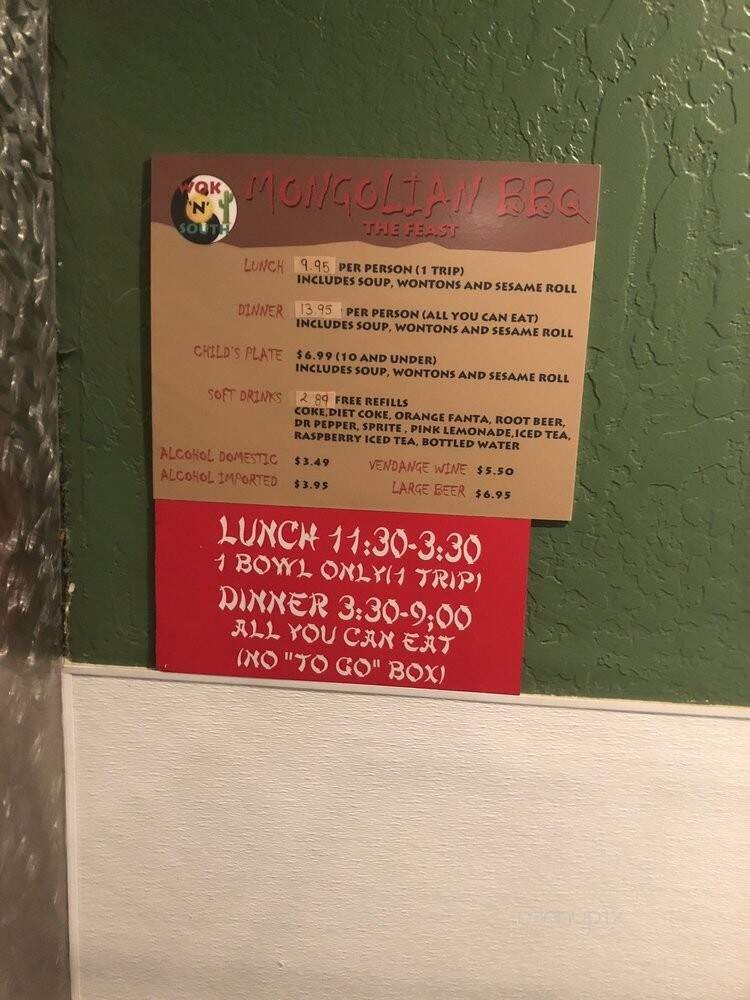 WOK
'N'
SOUTH
MONGOLIAN BBQ
THE FEAST
LUNCH 9.95 PER PERSON (1 TRIP)
INCLUDES SOUP, WONTONS AND SESAME ROLL
DINNER 13.95 PER PERSON (ALL YOU CAN EAT)
INCLUDES SOUP, WONTONS AND SESAME ROLL
CHILD'S PLATE $6.99 (10 AND UNDER)
INCLUDES SOUP, WONTONS AND SESAME ROLL
SOFT DRINKS 2.89 FREE REFILLS
COKE,DIET COKE, ORANGE FANTA, ROOT BEER,
DR PEPPER, SPRITE , PINK LEMONADE,ICED TEA,
RASPBERRY ICED TEA, BOTTLED WATER
ALCOHOL DOMESTIC $3.49 VENDANGE WINE $5.50
ALCOHOL IMPORTED $3.95 LARGE BEER $6.95
LUNCH 11:30-3:30
1 BOWL ONLY(1 TRIP)
DINNER 3:30-9;00
ALL YOU CAN EAT
(NO "TO GO" BOX)